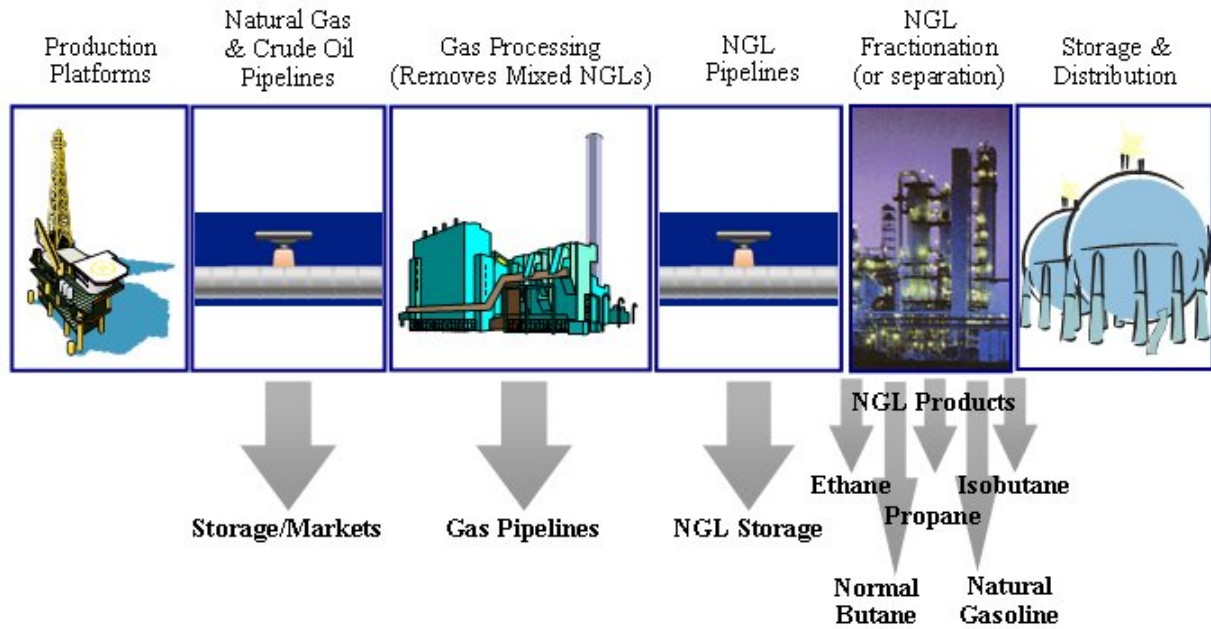 Production
Platforms
Natural Gas
& Crude Oil
Pipelines
Gas Processing
(Removes Mixed NGLs)
NGL
Pipelines
NGL
Fractionation
(or separation)
Storage &
Distribution
Storage/Markets
Gas Pipelines
NGL Storage
NGL Products
Ethane
Isobutane
Propane
Normal
Butane
Natural
Gasoline